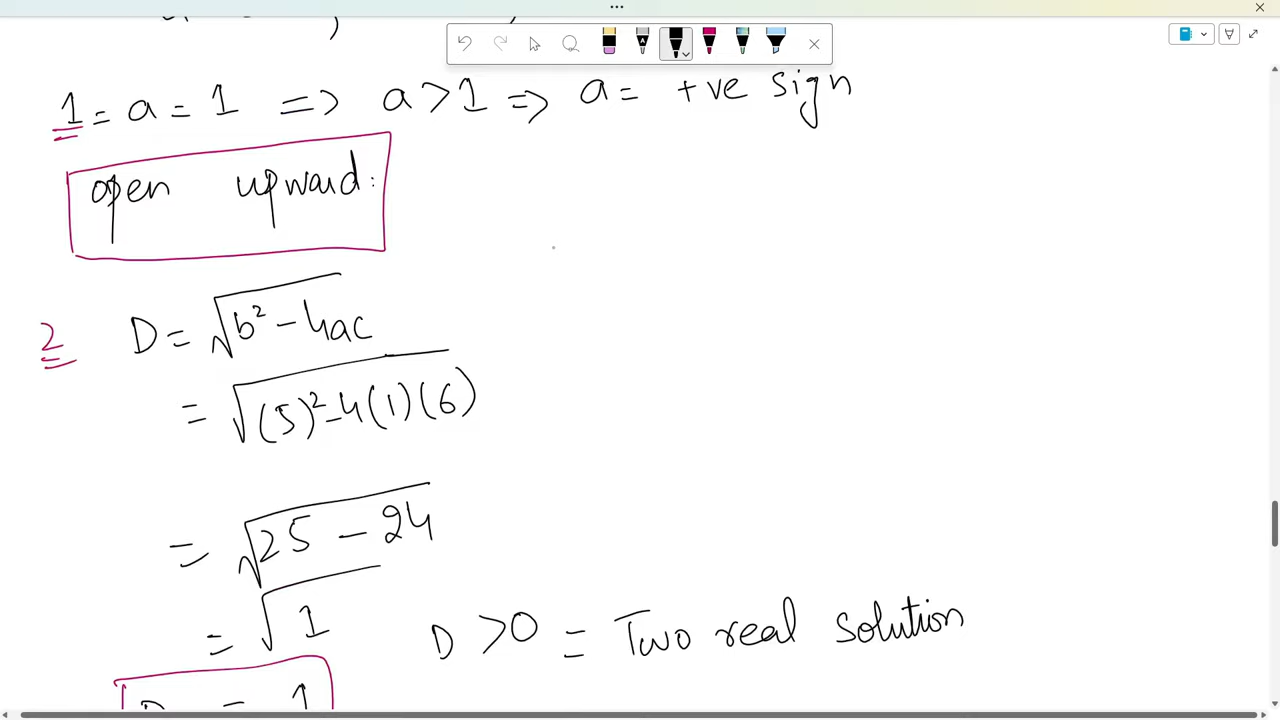 1 = a = 1 => a > 1 => a = +ve sign
open upward:
2 D = √b² - 4ac
= √(5)² - 4(1)(6)
= √25 - 24
= √1 D > 0 = Two real solution
D = 1